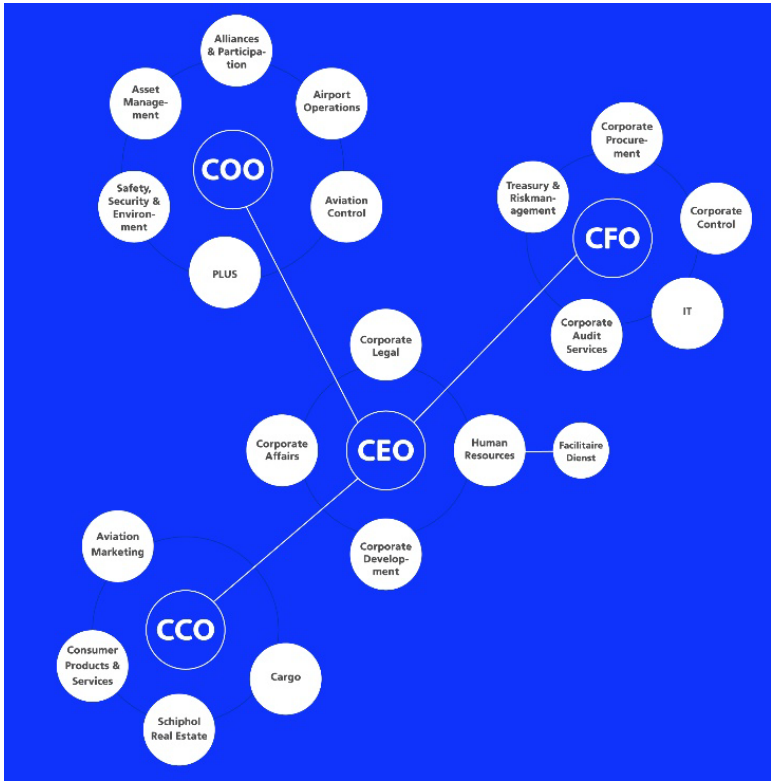 Alliances
& Participa-
tion
Asset
Manage-
ment
Airport
Operations
COO
Safety,
Security &
Environ-
ment
Aviation
Control
PLUS
Corporate
Procure-
ment
Treasury &
Riskman-
agement
Corporate
Control
CFO
IT
Corporate
Audit
Services
Corporate
Legal
Corporate
Affairs
CEO
Human
Resources
Facilitaire
Dienst
Corporate
Develop-
ment
Aviation
Marketing
CCO
Consumer
Products &
Services
Cargo
Schiphol
Real Estate